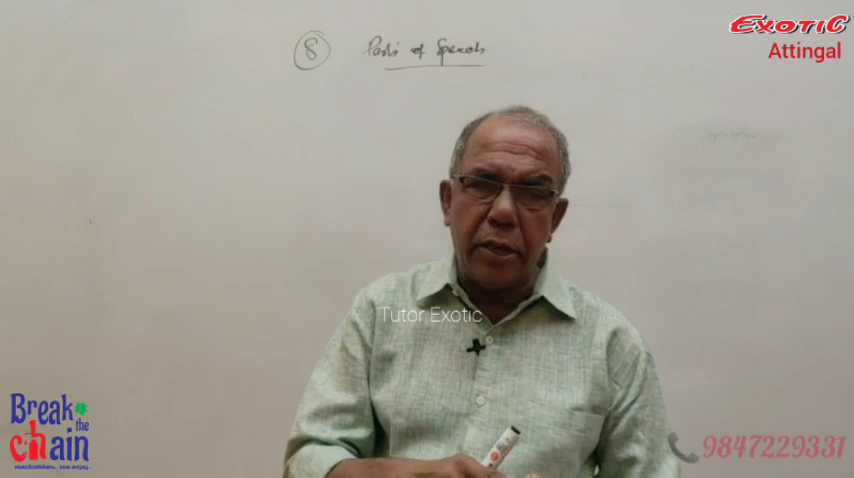 EXOTIC
Attingal
8 Parts of Speech
Tutor Exotic
Break the chain
9847229331